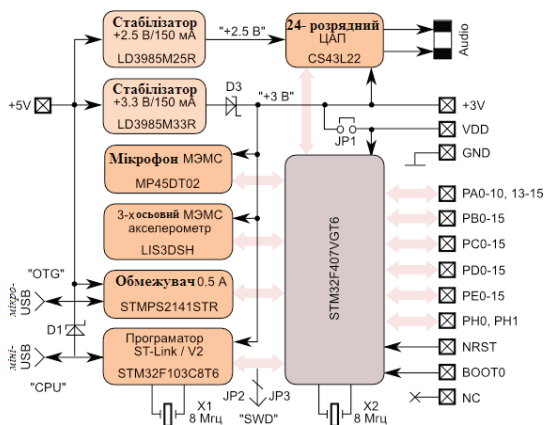 Стабілізатор
+2.5 В/150 мА
LD3985M25R
"+2.5 В"
24- розрядний
ЦАП
CS43L22
Audio
+5V
Стабілізатор
+3.3 В/150 мА
LD3985M33R
D3
"+3 В"
+3V
JP1
VDD
GND
Мікрофон МЭМС
MP45DT02
3-х осьовий МЭМС
акселерометр
LIS3DSH
STM32F407VGT6
PA0-10, 13-15
PB0-15
PC0-15
PD0-15
PE0-15
PH0, PH1
NRST
BOOT0
NC
"OTG"
мікро-
USB
Обмежувач 0.5 А
STMPS2141STR
D1
міні-
USB
"CPU"
Програматор
ST-Link / V2
STM32F103C8T6
X1
8 Мгц
JP2
JP3
"SWD"
X2
8 Мгц